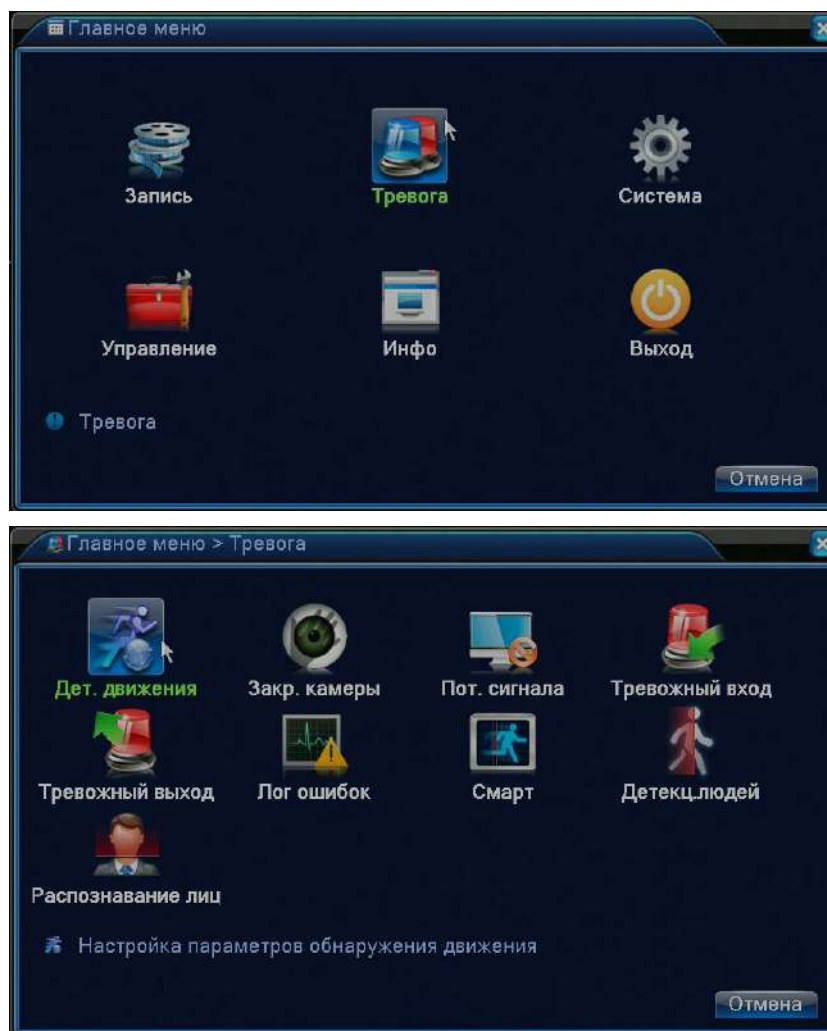 Главное меню
Запись
Тревога
Система
Управление
Инфо
Выход
Тревога
Отмена
Главное меню > Тревога
Дет. движения
Закр. камеры
Пот. сигнала
Тревожный вход
Тревожный выход
Лог ошибок
Смарт
Детекц.людей
Распознавание лиц
Настройка параметров обнаружения движения
Отмена